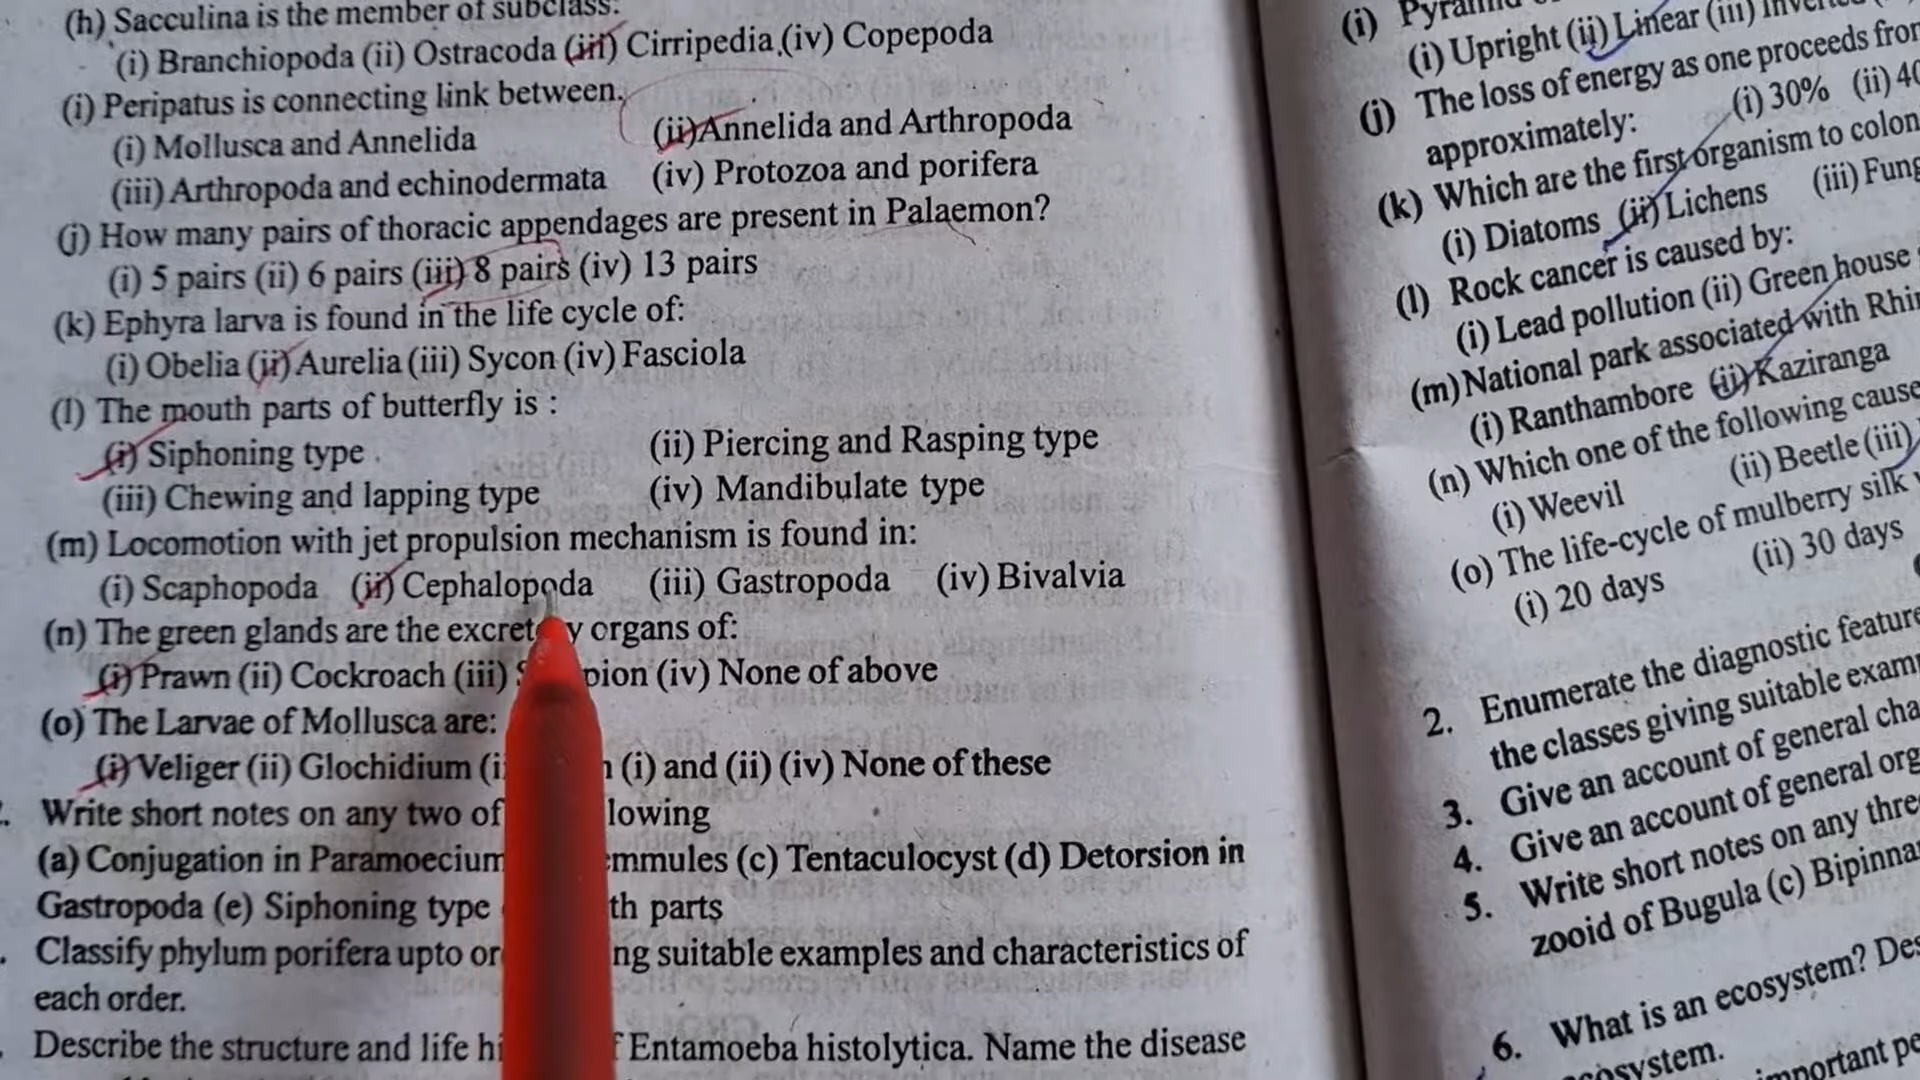 (h) Sacculina is the member of subclass:
(i) Branchiopoda (ii) Ostracoda (iii) Cirripedia (iv) Copepoda
(i) Peripatus is connecting link between.
(i) Mollusca and Annelida (ii) Annelida and Arthropoda
(iii) Arthropoda and echinodermata (iv) Protozoa and porifera
(j) How many pairs of thoracic appendages are present in Palaemon?
(i) 5 pairs (ii) 6 pairs (iii) 8 pairs (iv) 13 pairs
(k) Ephyra larva is found in the life cycle of:
(i) Obelia (ii) Aurelia (iii) Sycon (iv) Fasciola
(l) The mouth parts of butterfly is :
(i) Siphoning type (ii) Piercing and Rasping type
(iii) Chewing and lapping type (iv) Mandibulate type
(m) Locomotion with jet propulsion mechanism is found in:
(i) Scaphopoda (ii) Cephalopoda (iii) Gastropoda (iv) Bivalvia
(n) The green glands are the excret y organs of:
(i) Prawn (ii) Cockroach (iii) pion (iv) None of above
(o) The Larvae of Mollusca are:
(i) Veliger (ii) Glochidium (i) and (ii) (iv) None of these
Write short notes on any two of lowing
(a) Conjugation in Paramoecium mmules (c) Tentaculocyst (d) Detorsion in
Gastropoda (e) Siphoning type th parts
Classify phylum porifera upto or ng suitable examples and characteristics of
each order.
Describe the structure and life hi f Entamoeba histolytica. Name the disease
(i)
(i) Upright (ii) Linear (iii)
(j) The loss of energy as one proceeds from
approximately: (i) 30% (ii) 40
(k) Which are the first organism to colon
(i) Diatoms (ii) Lichens (iii) Fung
(l) Rock cancer is caused by:
(i) Lead pollution (ii) Green house
(m) National park associated with Rhin
(i) Ranthambore (ii) Kaziranga
(n) Which one of the following cause
(i) Weevil (ii) Beetle (iii)
(o) The life-cycle of mulberry silk
(i) 20 days (ii) 30 days
2. Enumerate the diagnostic feature
the classes giving suitable exam
3. Give an account of general cha
4. Give an account of general org
5. Write short notes on any thre
zooid of Bugula (c) Bipinna
6. What is an ecosystem? Des
ecosystem.
important pe